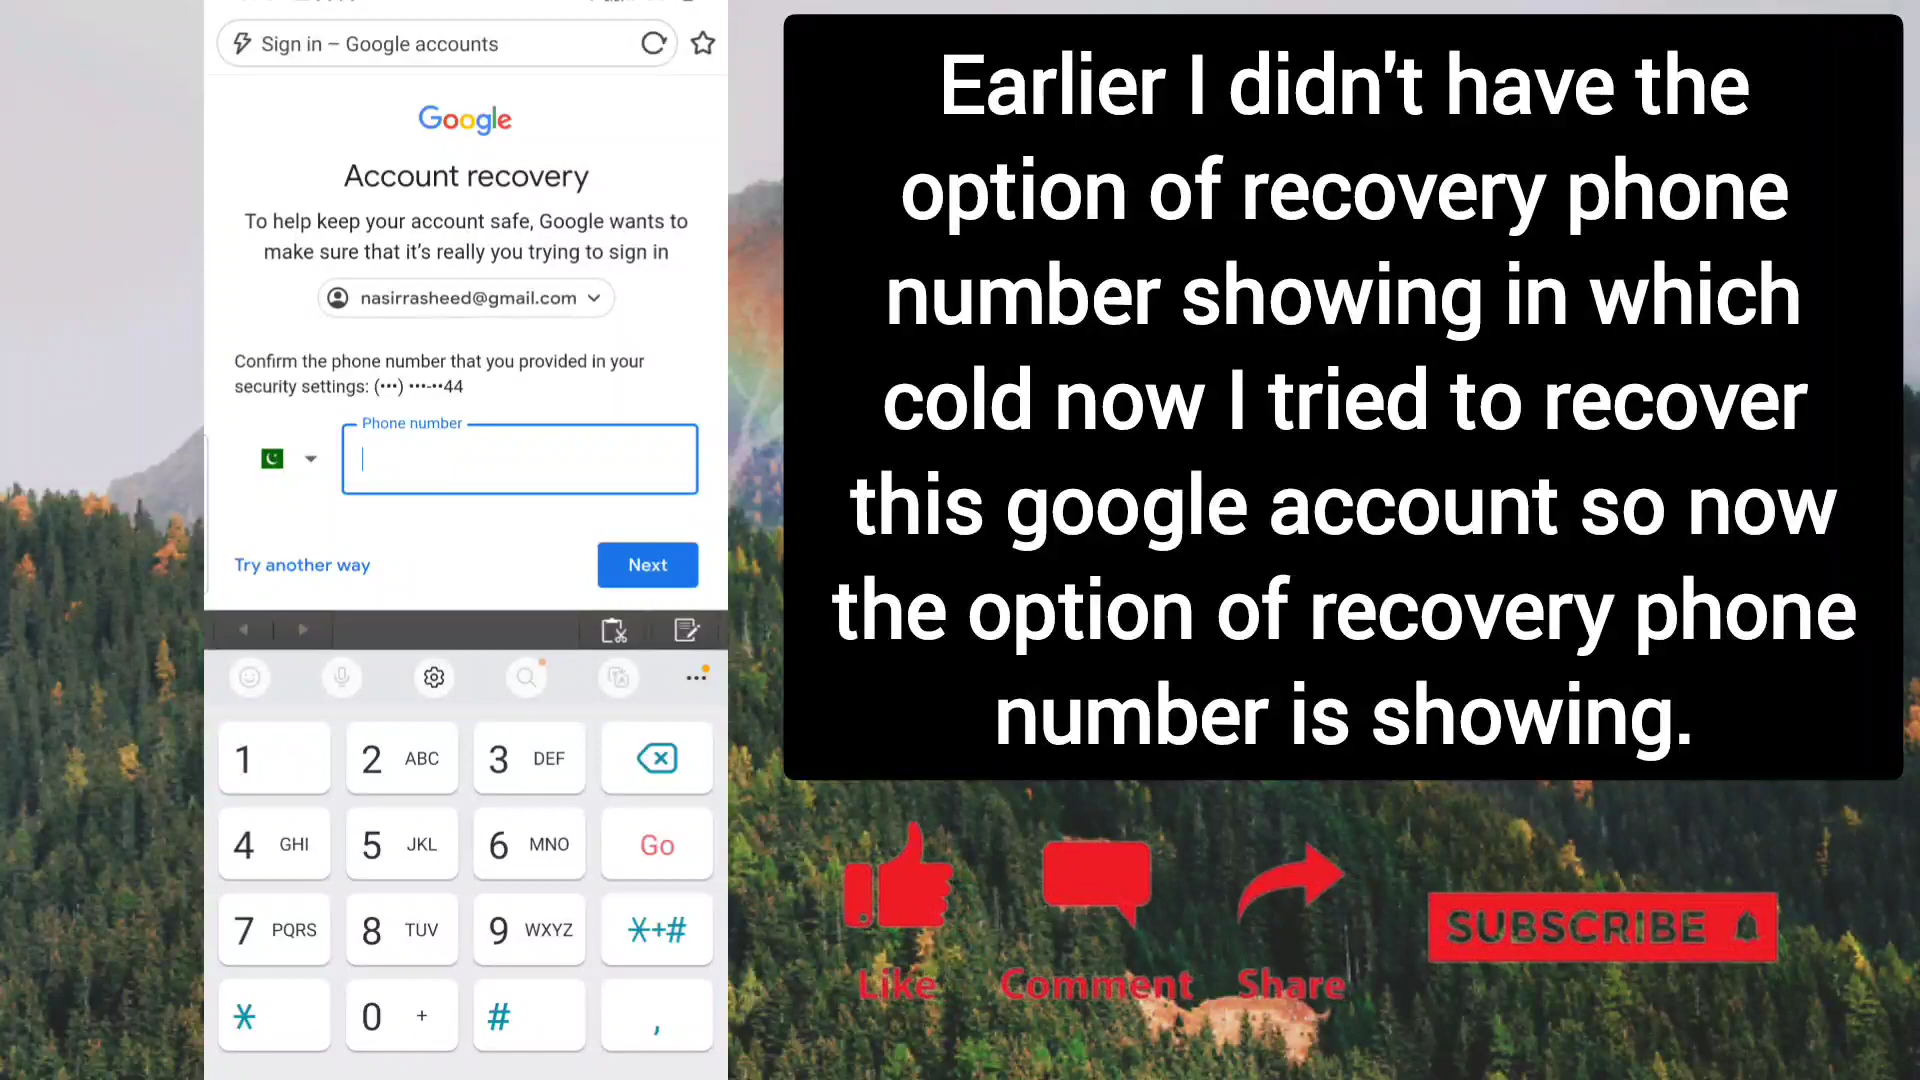 Sign in – Google accounts
Google
Account recovery
To help keep your account safe, Google wants to
make sure that it's really you trying to sign in
nasirrasheed@gmail.com
Confirm the phone number that you provided in your
security settings: (•••) •••-••44
Phone number
Try another way
Next
1
2 ABC
3 DEF
4 GHI
5 JKL
6 MNO
Go
7 PQRS
8 TUV
9 WXYZ
*+#
*
0 +
#
,
Earlier I didn't have the
option of recovery phone
number showing in which
cold now I tried to recover
this google account so now
the option of recovery phone
number is showing.
Like
Comment
Share
SUBSCRIBE